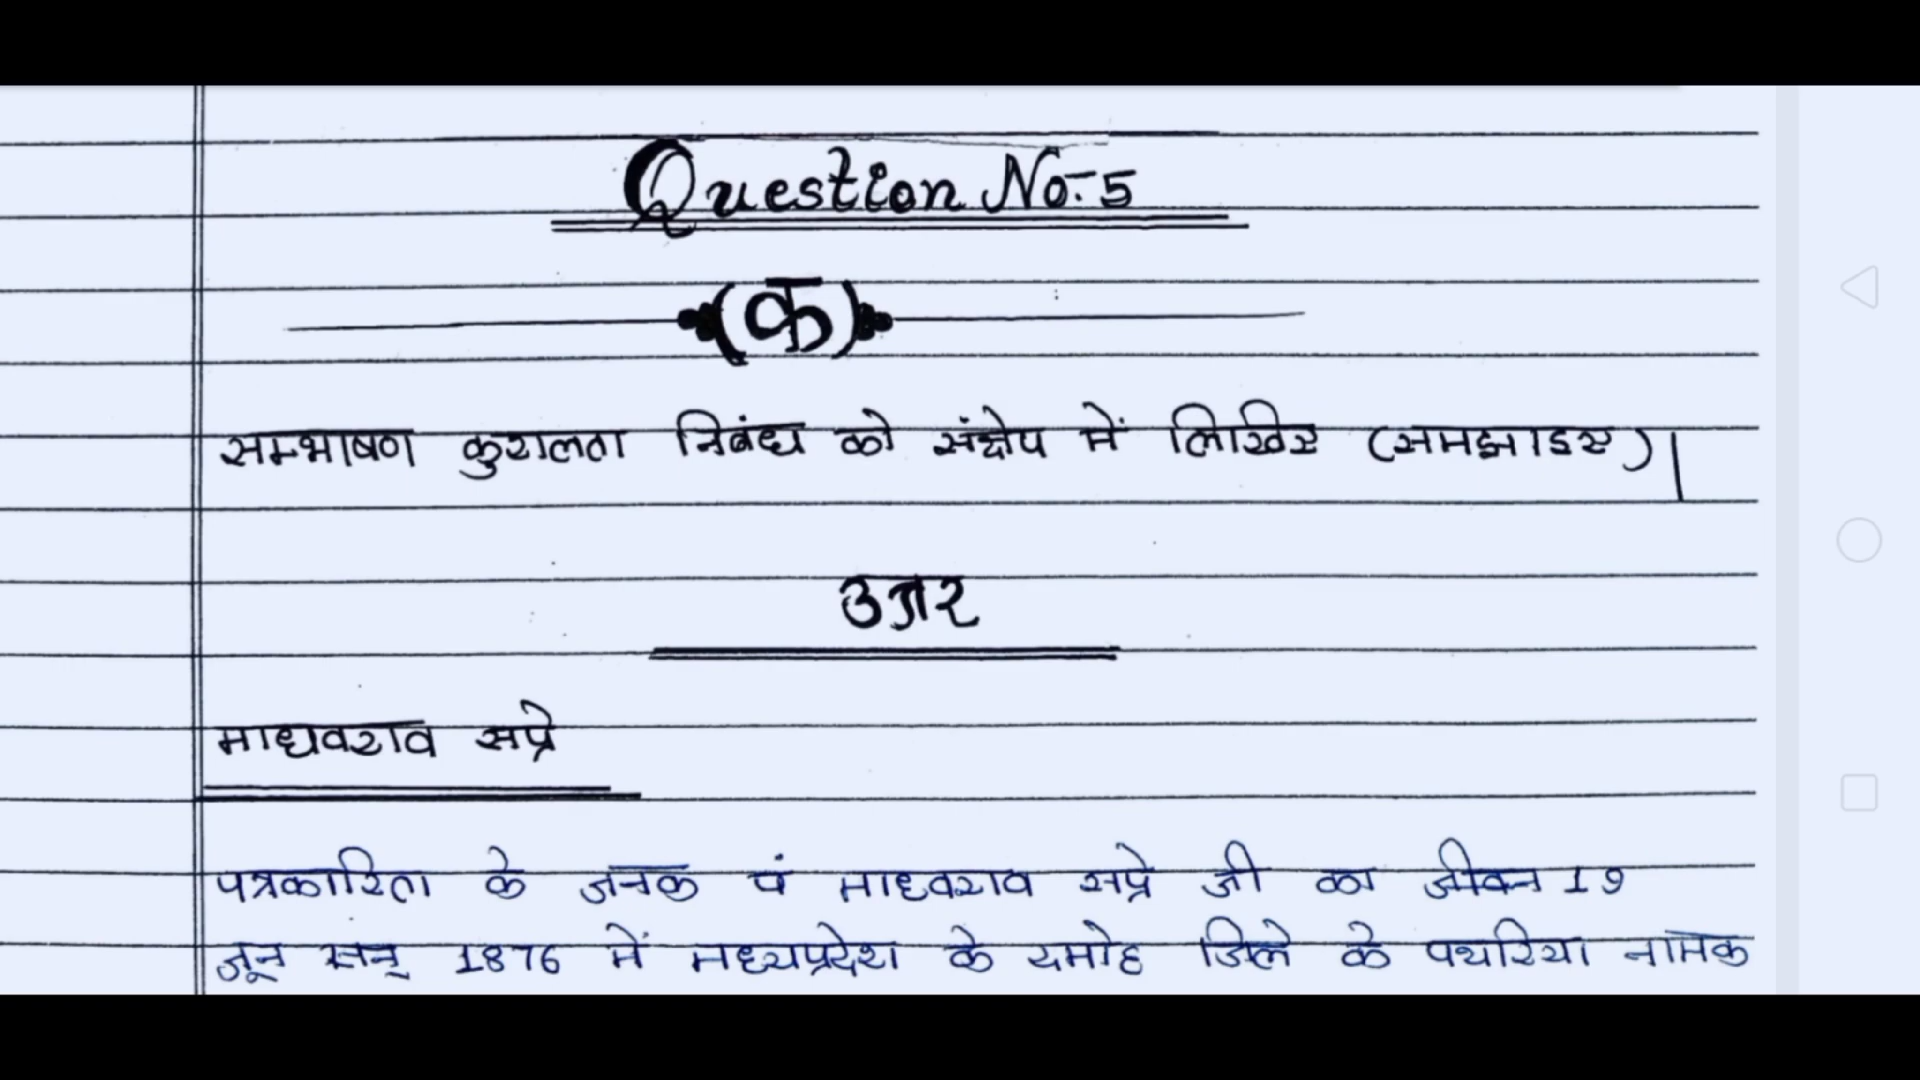 Question No:-5
(क)
सम्भाषण कुशलता निबंध को संक्षेप में लिखिए (समझाइए)|
उत्तर
माधवराव सप्रे
पत्रकारिता के जनक पं माधवराव सप्रे जी का जीवन 19
जून सन् 1876 में मध्यप्रदेश के दमोह जिले के पथरिया नामक